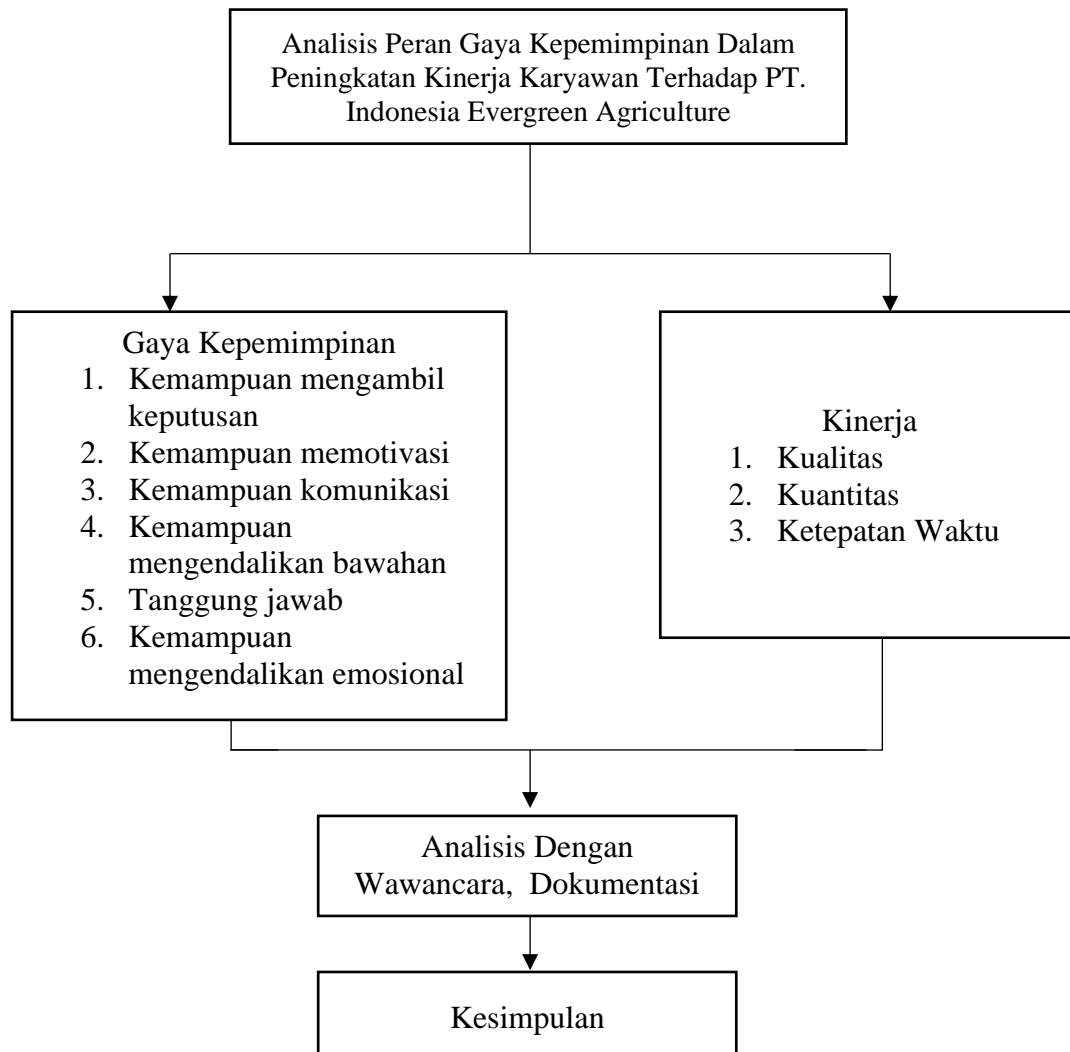 Analisis Peran Gaya Kepemimpinan Dalam
Peningkatan Kinerja Karyawan Terhadap PT.
Indonesia Evergreen Agriculture
Gaya Kepemimpinan
1. Kemampuan mengambil
keputusan
2. Kemampuan memotivasi
3. Kemampuan komunikasi
4. Kemampuan
mengendalikan bawahan
5. Tanggung jawab
6. Kemampuan
mengendalikan emosional
Kinerja
1. Kualitas
2. Kuantitas
3. Ketepatan Waktu
Analisis Dengan
Wawancara, Dokumentasi
Kesimpulan